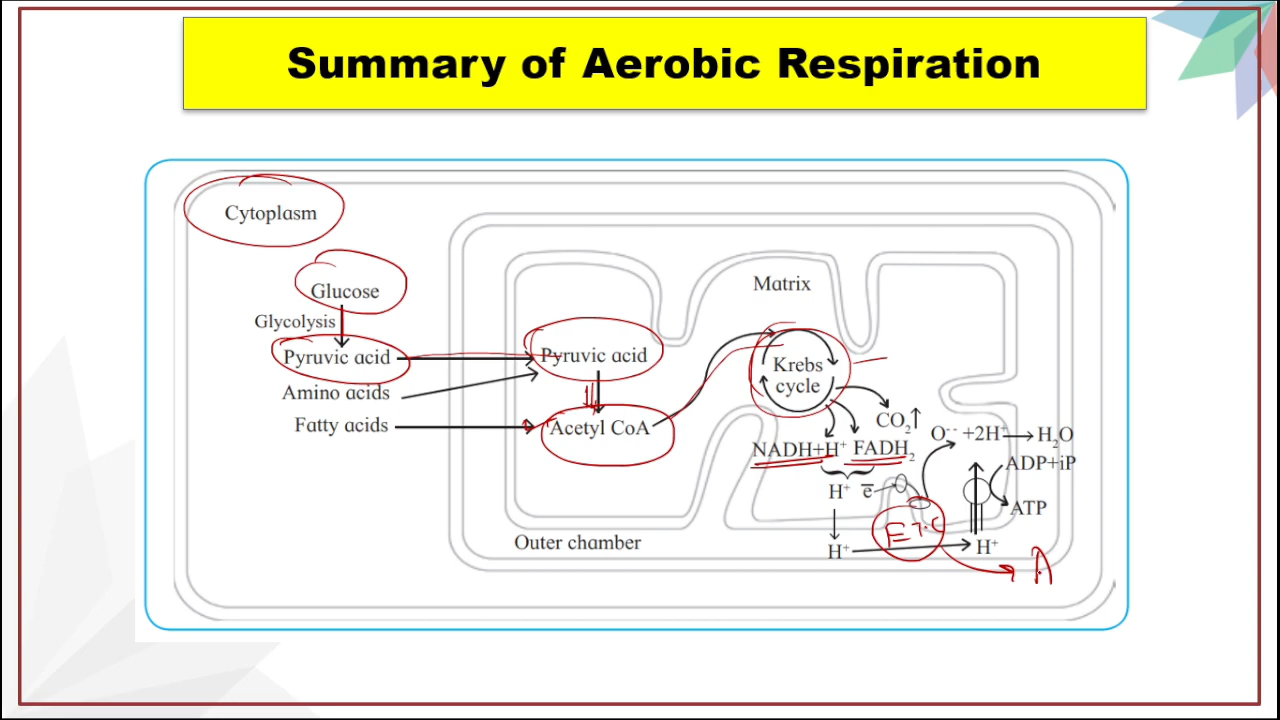 Summary of Aerobic Respiration
Cytoplasm
Glucose
Glycolysis
Pyruvic acid
Amino acids
Fatty acids
Pyruvic acid
Acetyl CoA
Outer chamber
Matrix
Krebs
cycle
CO₂↑
NADH+H⁺ FADH₂
H⁺ e̅
H⁺
O⁻⁻ +2H⁺→H₂O
ADP+iP
ATP
H⁺
ETC
A